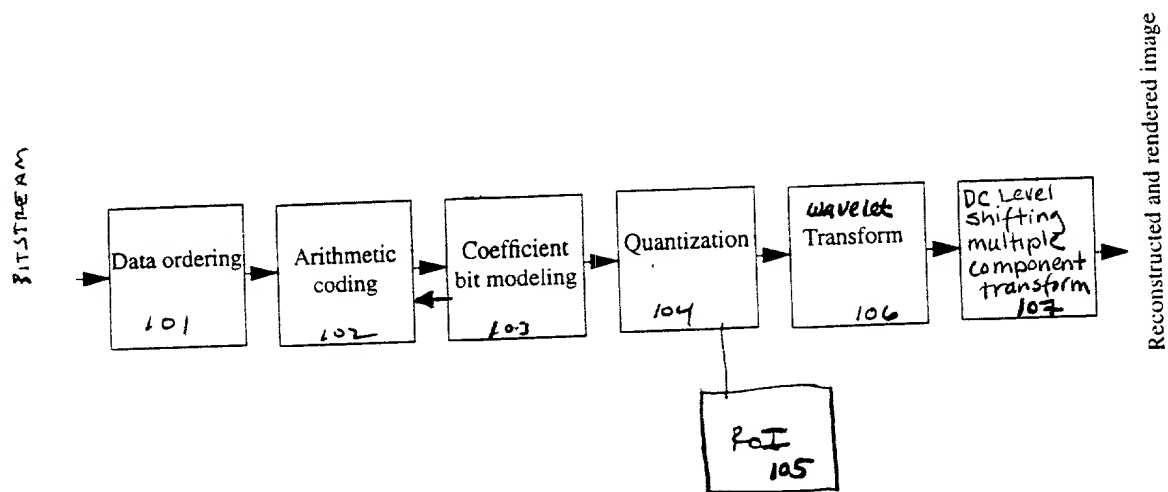 BITSTREAM
Data ordering
101
Arithmetic
coding
102
Coefficient
bit modeling
103
Quantization
104
RoI
105
wavelet
Transform
106
DC Level
shifting
multiple
component
transform
107
Reconstructed and rendered image